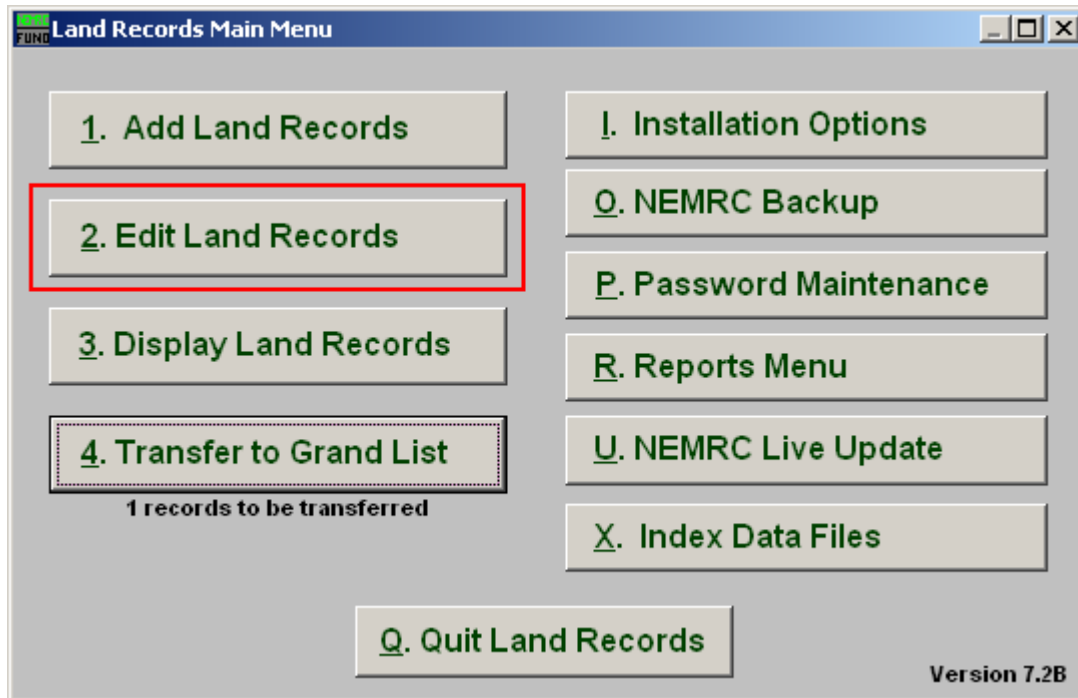 NEMRC
FUND
Land Records Main Menu
1. Add Land Records
2. Edit Land Records
3. Display Land Records
4. Transfer to Grand List
1 records to be transferred
I. Installation Options
O. NEMRC Backup
P. Password Maintenance
R. Reports Menu
U. NEMRC Live Update
X. Index Data Files
Q. Quit Land Records
Version 7.2B